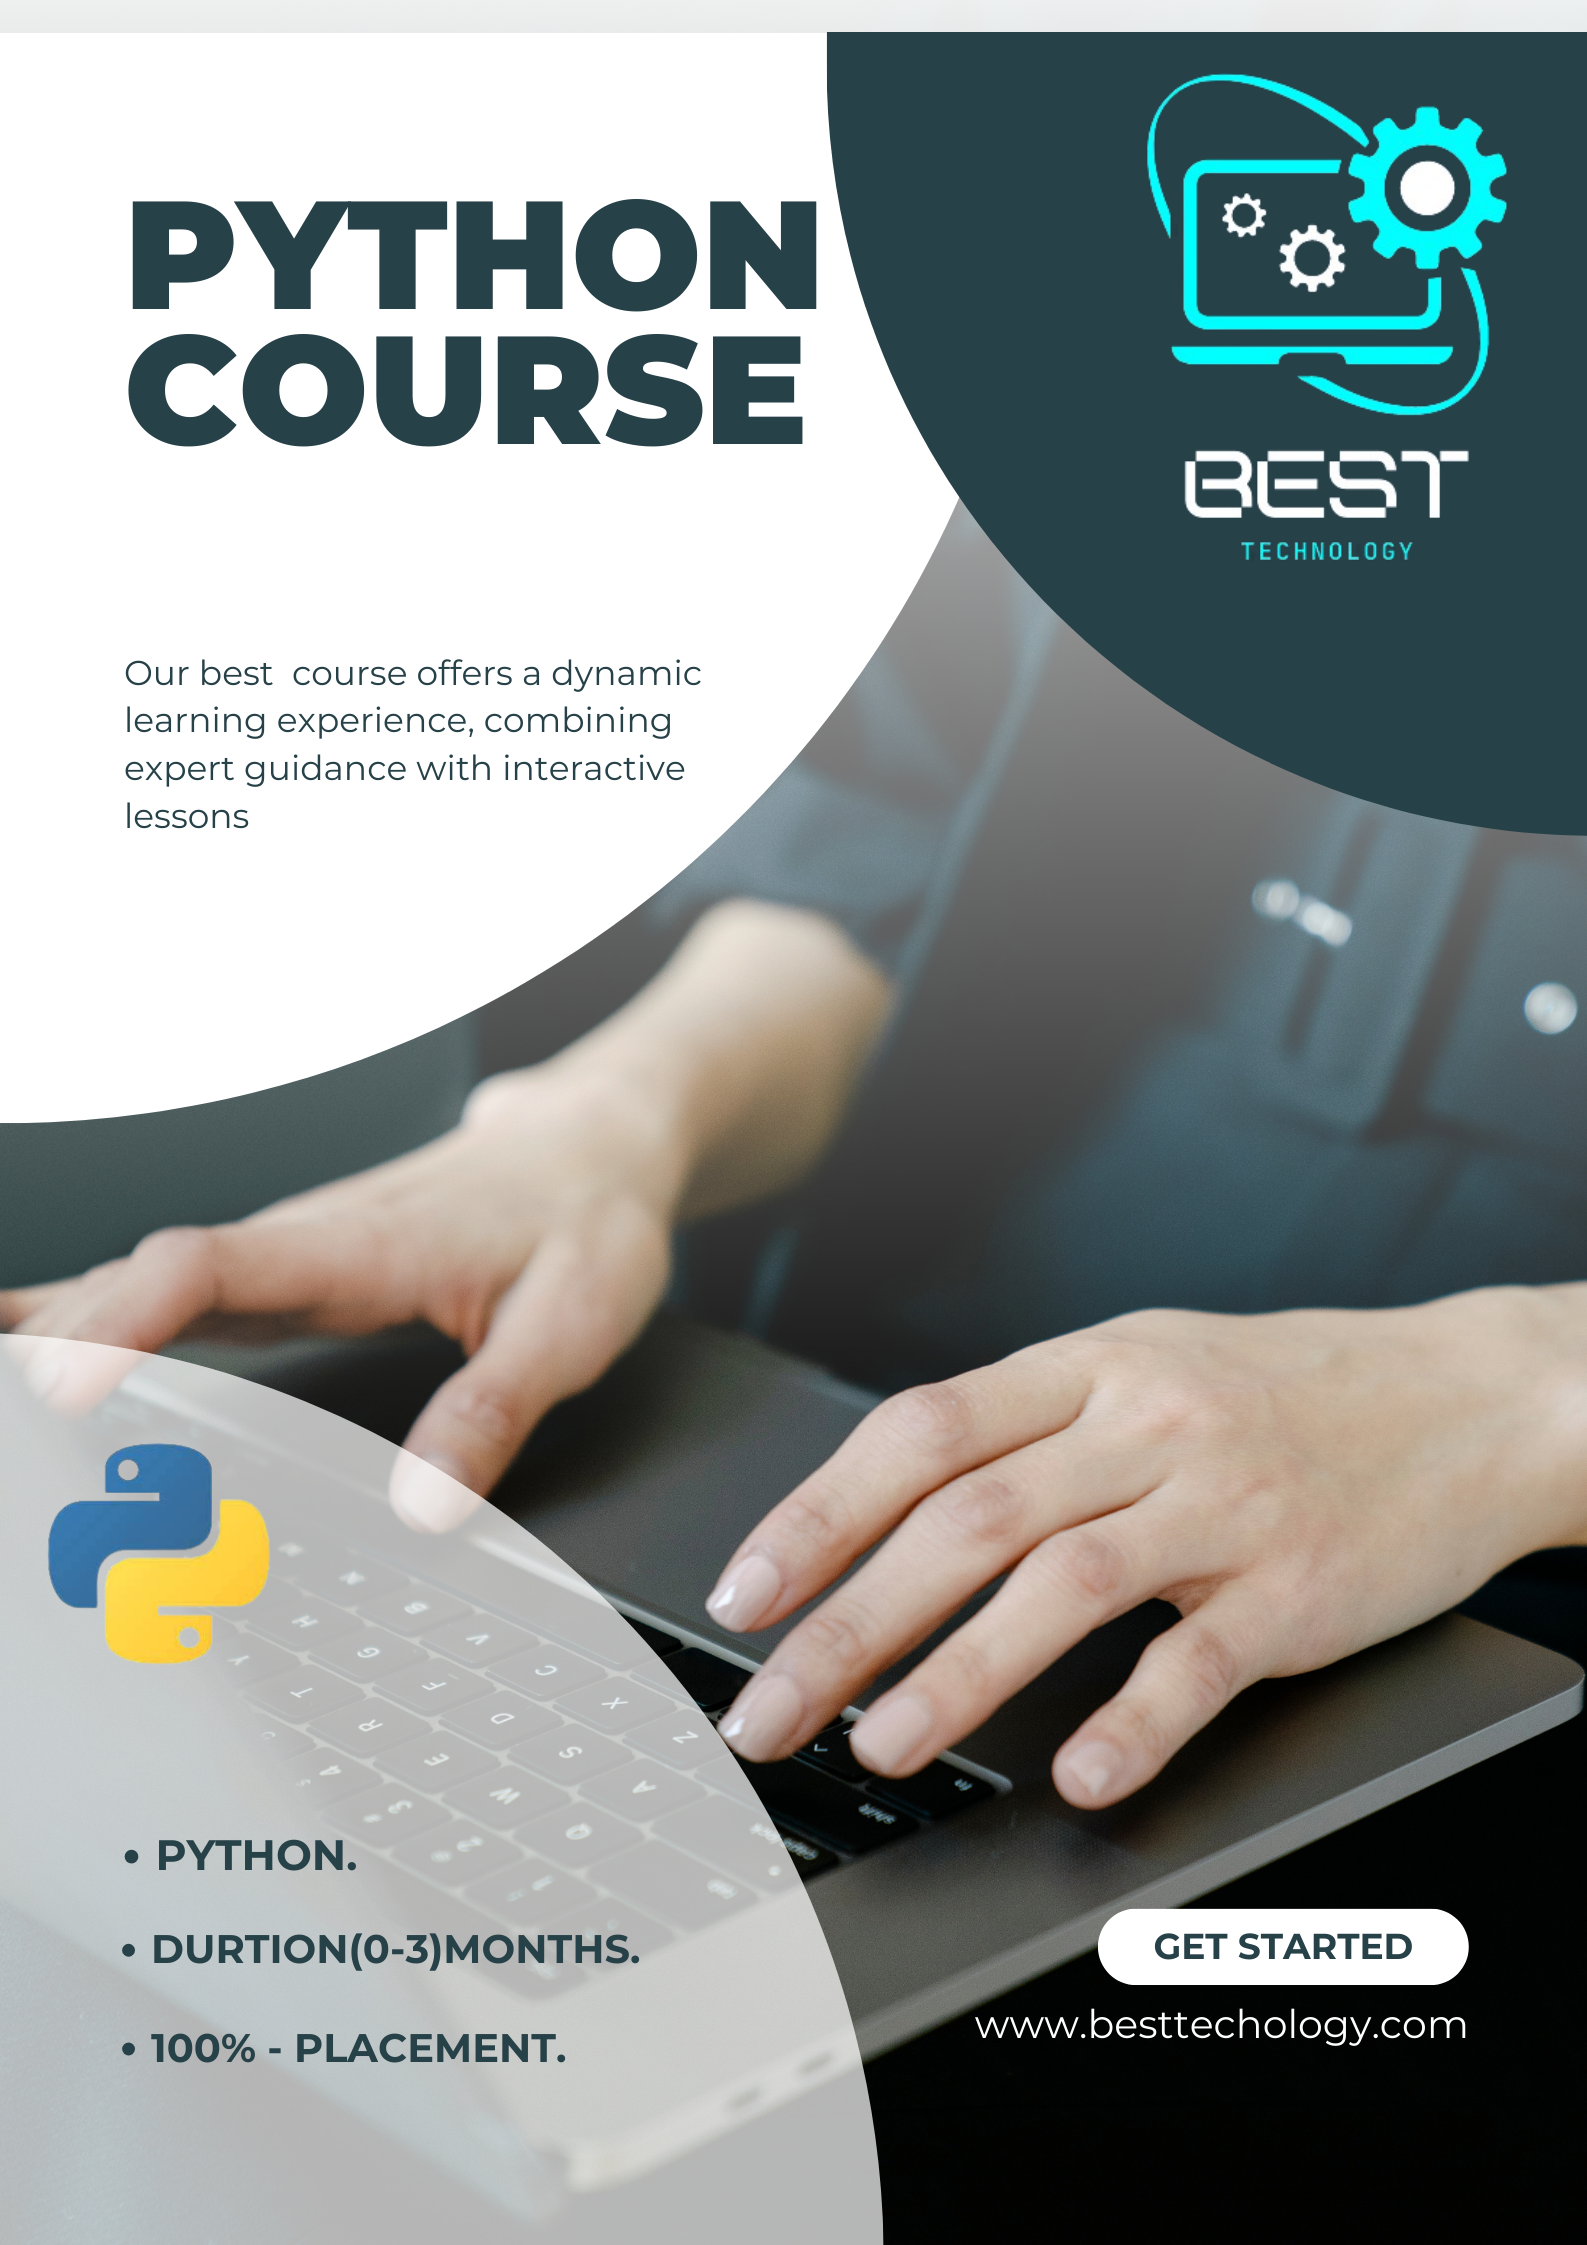 PYTHON
COURSE
BEST
TECHNOLOGY
Our best  course offers a dynamic
learning experience, combining
expert guidance with interactive
lessons
• PYTHON.
• DURTION(0-3)MONTHS.
• 100% - PLACEMENT.
GET STARTED
www.besttechology.com